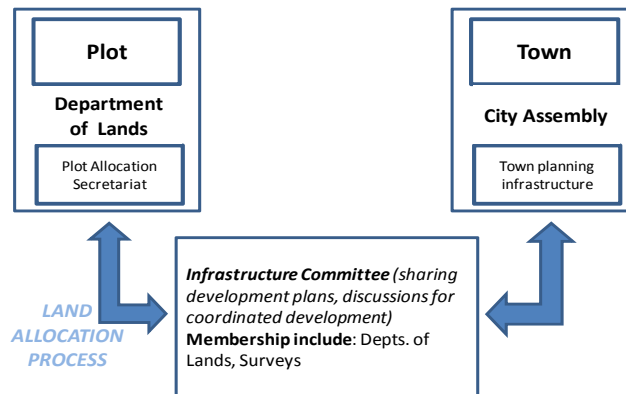 Plot
Department
of Lands
Plot Allocation
Secretariat
Town
City Assembly
Town planning
infrastructure
LAND
ALLOCATION
PROCESS
Infrastructure Committee (sharing
development plans, discussions for
coordinated development)
Membership include: Depts. of
Lands, Surveys